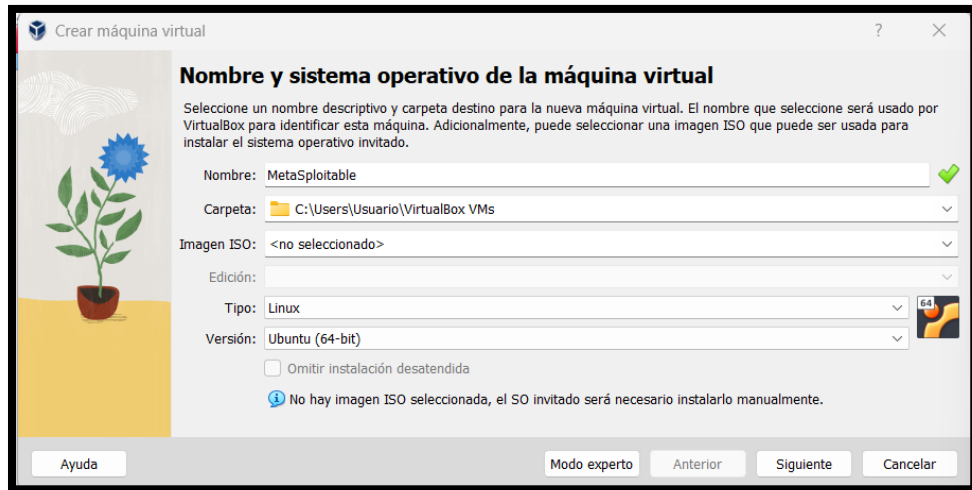 Crear máquina virtual
?
Nombre y sistema operativo de la máquina virtual
Seleccione un nombre descriptivo y carpeta destino para la nueva máquina virtual. El nombre que seleccione será usado por
VirtualBox para identificar esta máquina. Adicionalmente, puede seleccionar una imagen ISO que puede ser usada para
instalar el sistema operativo invitado.
Nombre: MetaSploitable
Carpeta: C:\Users\Usuario\VirtualBox VMs
Imagen ISO: <no seleccionado>
Edición:
Tipo: Linux
64
Versión: Ubuntu (64-bit)
Omitir instalación desatendida
No hay imagen ISO seleccionada, el SO invitado será necesario instalarlo manualmente.
Ayuda Modo experto Anterior Siguiente Cancelar